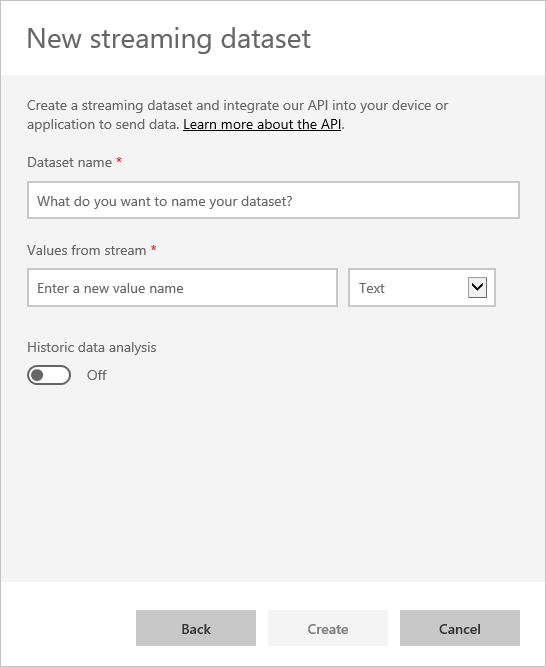 New streaming dataset
Create a streaming dataset and integrate our API into your device or
application to send data. Learn more about the API.
Dataset name *
What do you want to name your dataset?
Values from stream *
Enter a new value name
Text
Historic data analysis
Off
Back
Create
Cancel